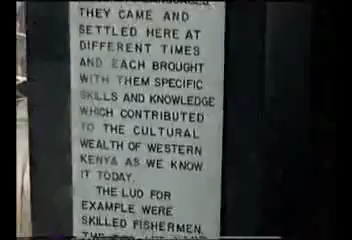 THEY CAME AND
SETTLED HERE AT
DIFFERENT TIMES
AND EACH BROUGHT
WITH THEM SPECIFIC
SKILLS AND KNOWLEDGE
WHICH CONTRIBUTED
TO THE CULTURAL
WEALTH OF WESTERN
KENYA AS WE KNOW
IT TODAY.
THE LUO FOR
EXAMPLE WERE
SKILLED FISHERMEN,
THE